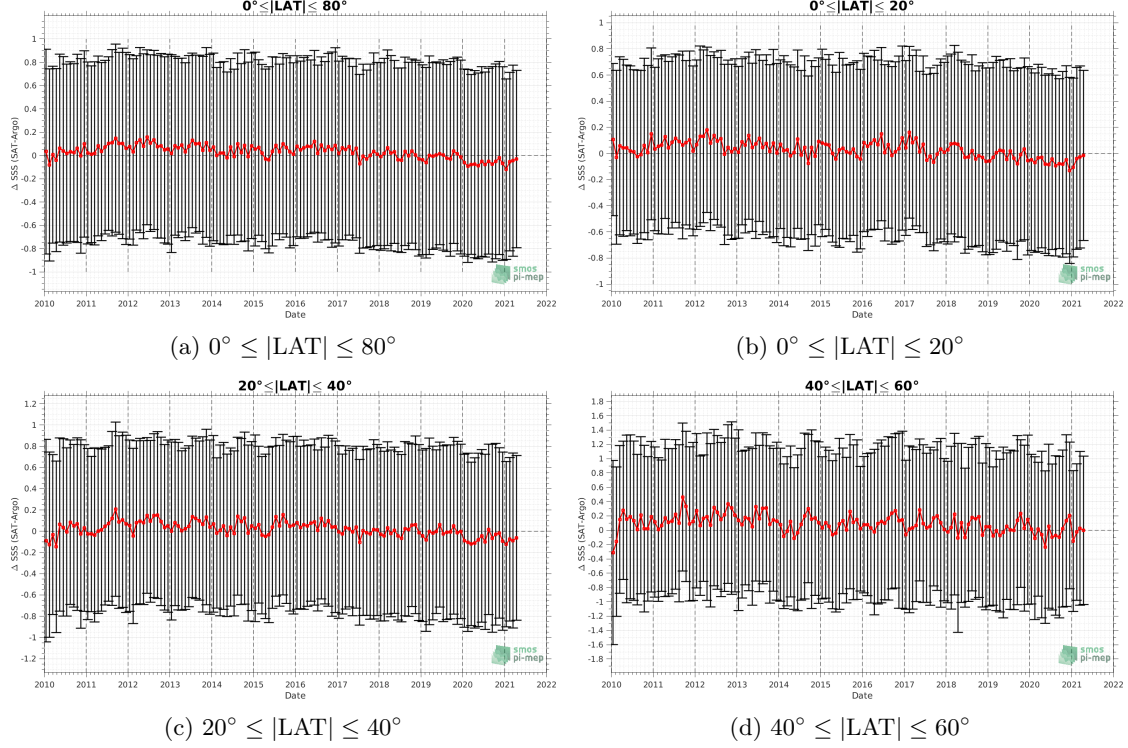 0°≤|LAT|≤ 80°
Δ SSS (SAT-Argo)
1
0.8
0.6
0.4
0.2
0
-0.2
-0.4
-0.6
-0.8
-1
2010 2011 2012 2013 2014 2015 2016 2017 2018 2019 2020 2021 2022
Date
smos
pi-mep
(a) 0° ≤ |LAT| ≤ 80°
0°≤|LAT|≤ 20°
Δ SSS (SAT-Argo)
1
0.8
0.6
0.4
0.2
0
-0.2
-0.4
-0.6
-0.8
-1
2010 2011 2012 2013 2014 2015 2016 2017 2018 2019 2020 2021 2022
Date
smos
pi-mep
(b) 0° ≤ |LAT| ≤ 20°
20°≤|LAT|≤ 40°
Δ SSS (SAT-Argo)
1.2
1
0.8
0.6
0.4
0.2
0
-0.2
-0.4
-0.6
-0.8
-1
-1.2
2010 2011 2012 2013 2014 2015 2016 2017 2018 2019 2020 2021 2022
Date
smos
pi-mep
(c) 20° ≤ |LAT| ≤ 40°
40°≤|LAT|≤ 60°
Δ SSS (SAT-Argo)
1.8
1.6
1.4
1.2
1
0.8
0.6
0.4
0.2
0
-0.2
-0.4
-0.6
-0.8
-1
-1.2
-1.4
-1.6
-1.8
2010 2011 2012 2013 2014 2015 2016 2017 2018 2019 2020 2021 2022
Date
smos
pi-mep
(d) 40° ≤ |LAT| ≤ 60°